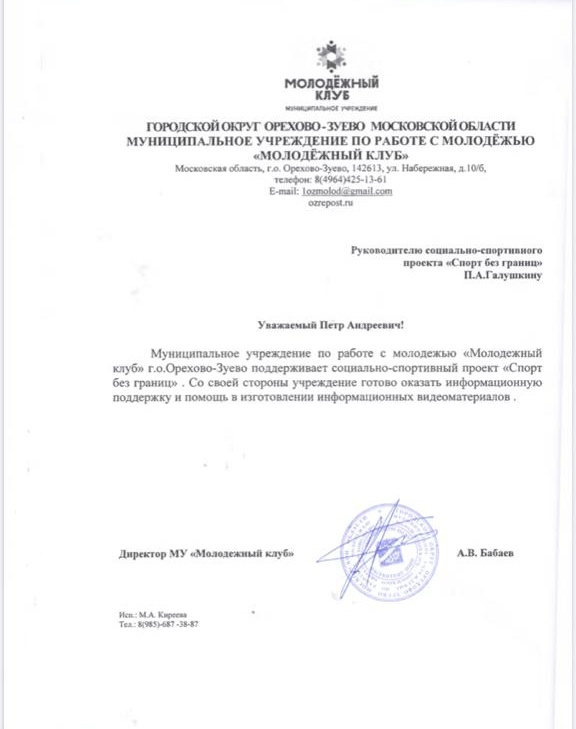 МОЛОДЁЖНЫЙ
КЛУБ
МУНИЦИПАЛЬНОЕ УЧРЕЖДЕНИЕ
ГОРОДСКОЙ ОКРУГ ОРЕХОВО-ЗУЕВО МОСКОВСКОЙ ОБЛАСТИ
МУНИЦИПАЛЬНОЕ УЧРЕЖДЕНИЕ ПО РАБОТЕ С МОЛОДЁЖЬЮ
«МОЛОДЁЖНЫЙ КЛУБ»
Московская область, г.о. Орехово-Зуево, 142613, ул. Набережная, д.10/б,
телефон: 8(4964)425-13-61
E-mail: 1ozmolod@gmail.com
ozrepost.ru
Руководителю социально-спортивного
проекта «Спорт без границ»
П.А.Галушкину
Уважаемый Петр Андреевич!
Муниципальное учреждение по работе с молодежью «Молодежный
клуб» г.о.Орехово-Зуево поддерживает социально-спортивный проект «Спорт
без границ» . Со своей стороны учреждение готово оказать информационную
поддержку и помощь в изготовлении информационных видеоматериалов .
Директор МУ «Молодежный клуб» А.В. Бабаев
Исп.: М.А. Киреева
Тел.: 8(985)-687 -38-87